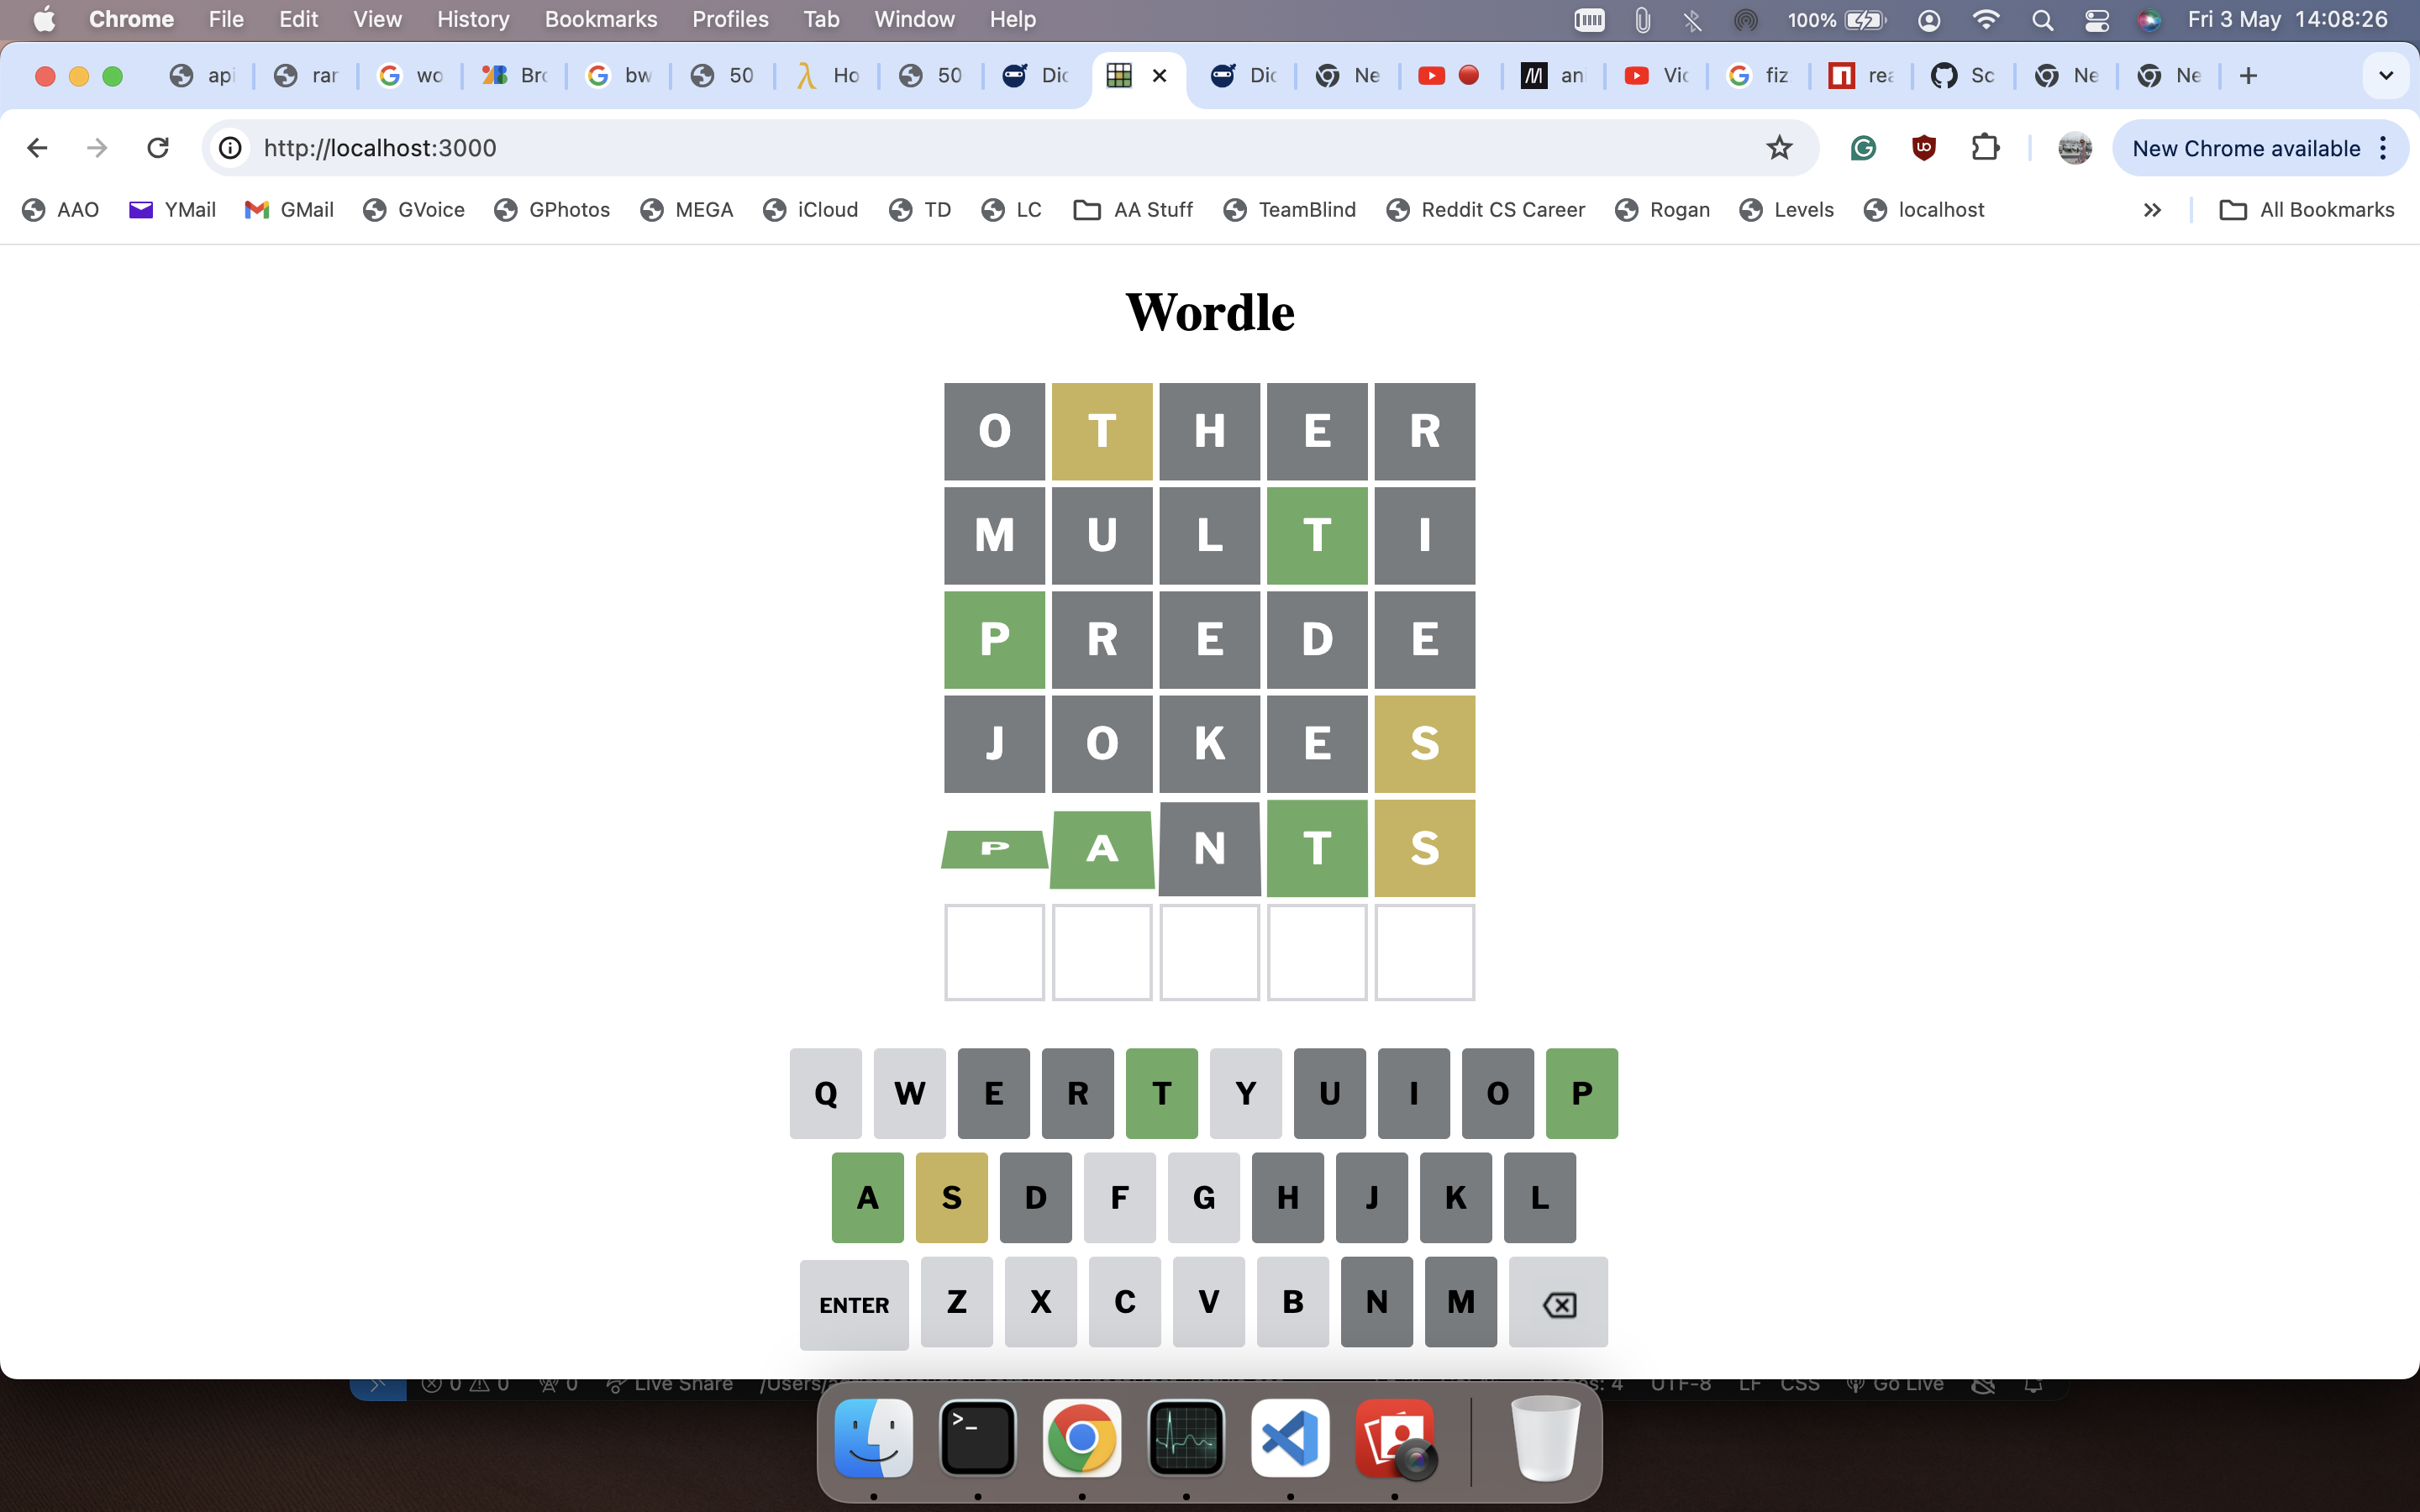 Chrome File Edit View History Bookmarks Profiles Tab Window Help 100% Fri 3 May 14:08:26
api rar wo Bro bw 50 Ho 50 Dic Dic Ne an Vic fiz rea Sc Ne Ne
http://localhost:3000 New Chrome available
AAO YMail GMail GVoice GPhotos MEGA iCloud TD LC AA Stuff TeamBlind Reddit CS Career Rogan Levels localhost All Bookmarks
Wordle
O T H E R
M U L T I
P R E D E
J O K E S
P A N T S
Q W E R T Y U I O P
A S D F G H J K L
ENTER Z X C V B N M
0 0 0 Live Share /Users/ 4 UTF-8 LF CSS Go Live